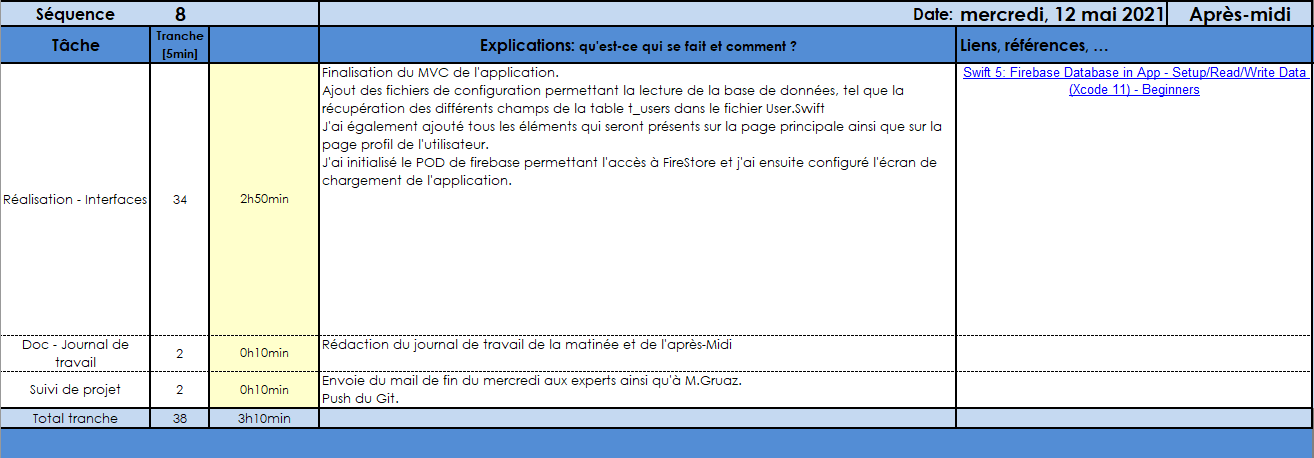 Séquence 8 Date: mercredi, 12 mai 2021 Après-midi
Tâche Tranche [5min] Explications: qu'est-ce qui se fait et comment ? Liens, références, ...
Finalisation du MVC de l'application.
Ajout des fichiers de configuration permettant la lecture de la base de données, tel que la
récupération des différents champs de la table t_users dans le fichier User.Swift
J'ai également ajouté tous les éléments qui seront présents sur la page principale ainsi que sur la
page profil de l'utilisateur.
J'ai initialisé le POD de firebase permettant l'accès à FireStore et j'ai ensuite configuré l'écran de
chargement de l'application.
Swift 5: Firebase Database in App - Setup/Read/Write Data
(Xcode 11) - Beginners
Réalisation - Interfaces 34 2h50min
Doc - Journal de
travail 2 0h10min
Rédaction du journal de travail de la matinée et de l'après-Midi
Suivi de projet 2 0h10min
Envoie du mail de fin du mercredi aux experts ainsi qu'à M.Gruaz.
Push du Git.
Total tranche 38 3h10min